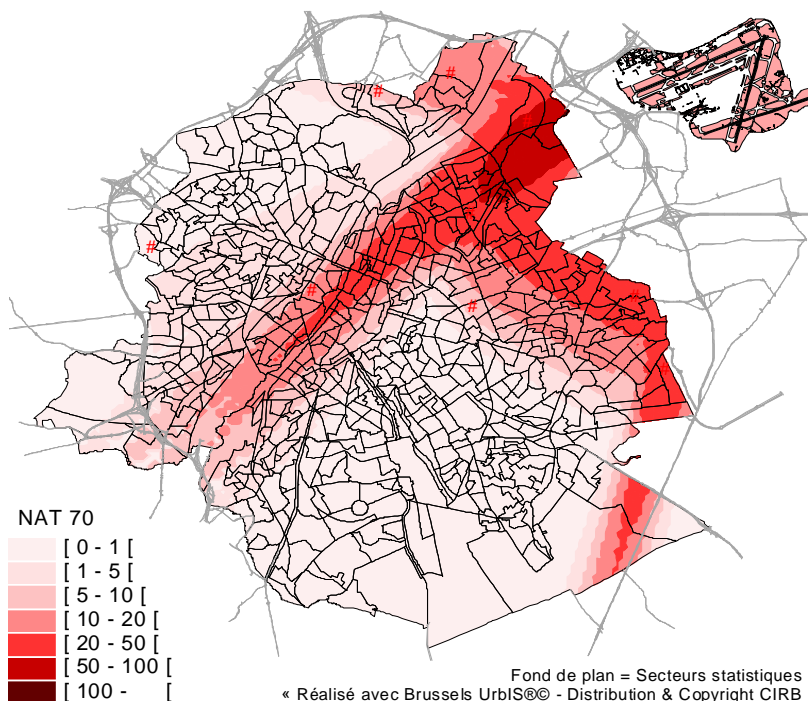 NAT 70
[ 0 - 1 [
[ 1 - 5 [
[ 5 - 10 [
[ 10 - 20 [
[ 20 - 50 [
[ 50 - 100 [
[ 100 - [
Fond de plan = Secteurs statistiques
« Réalisé avec Brussels UrbIS®© - Distribution & Copyright CIRB